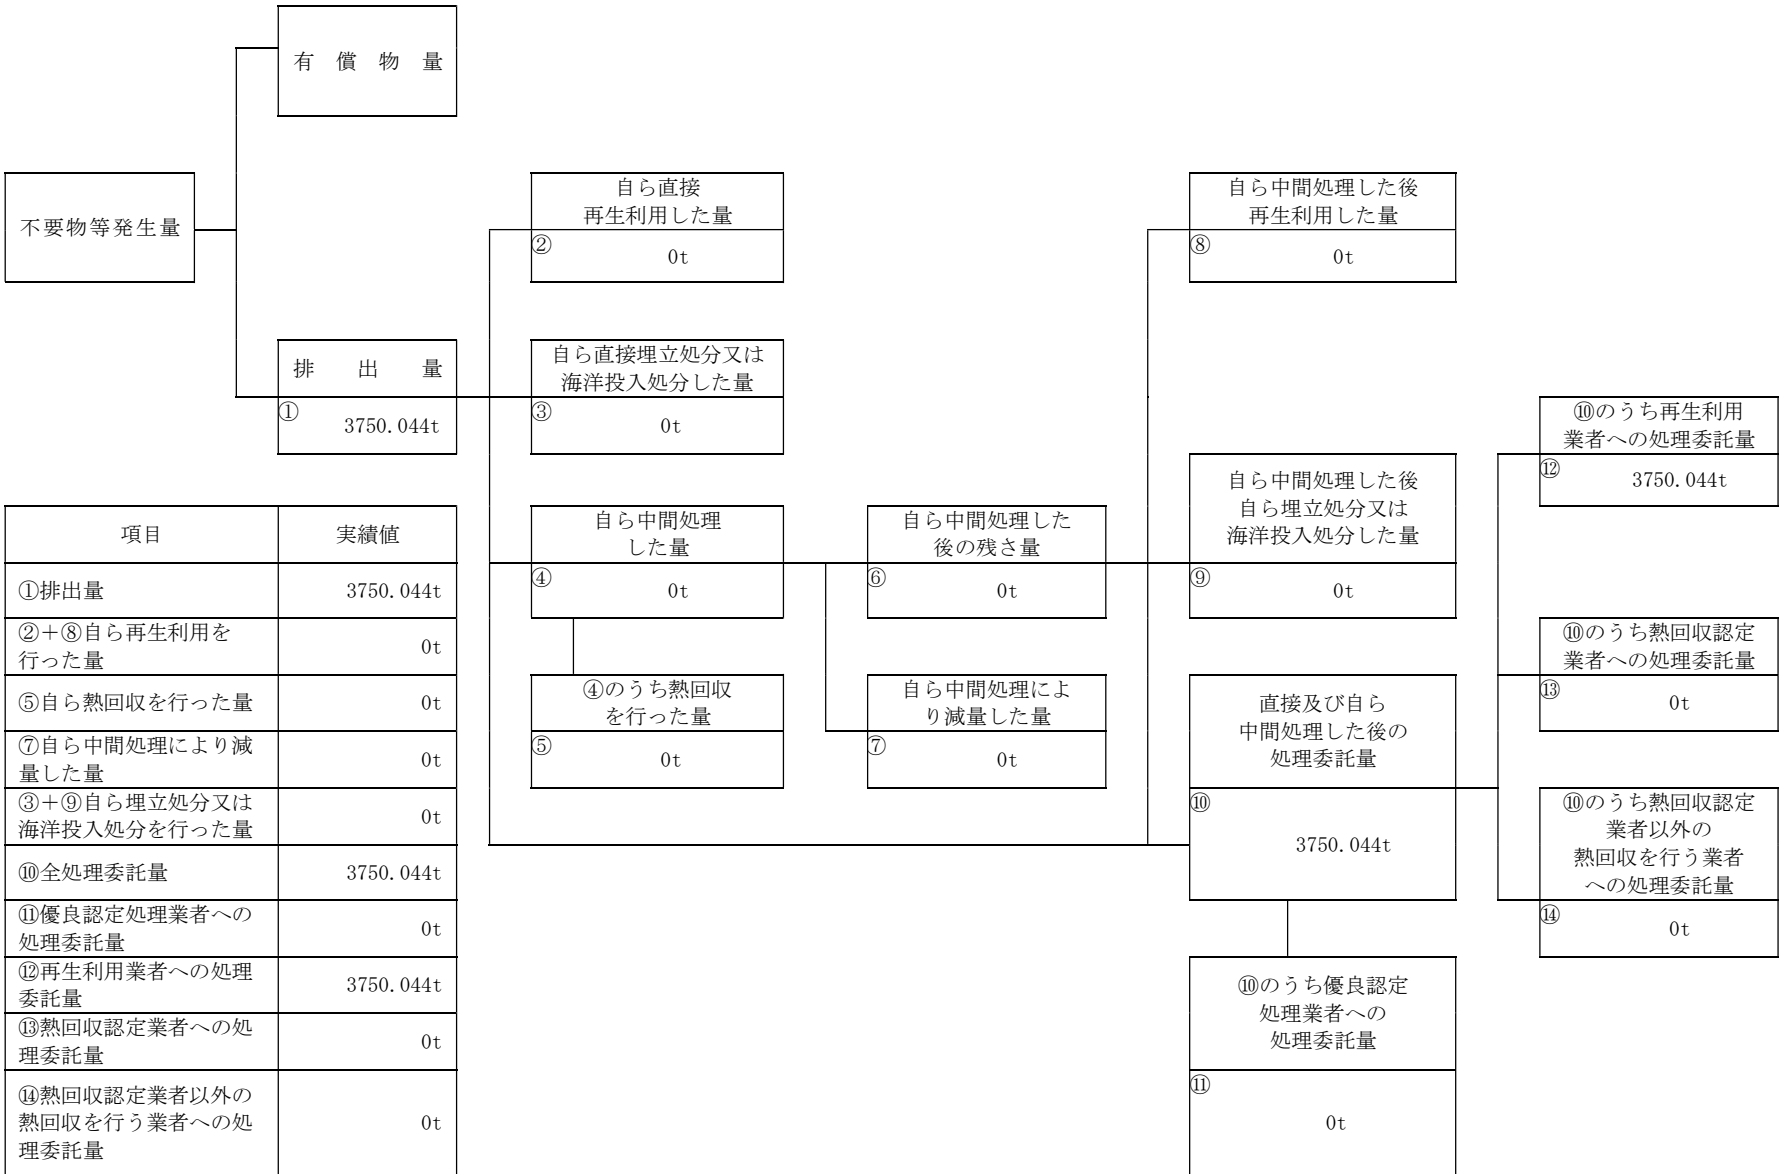 有償物量
不要物等発生量
排出量
①
3750.044t
自ら直接
再生利用した量
②
0t
自ら直接埋立処分又は
海洋投入処分した量
③
0t
自ら中間処理
した量
④
0t
④のうち熱回収
を行った量
⑤
0t
自ら中間処理した
後の残さ量
⑥
0t
自ら中間処理によ
り減量した量
⑦
0t
自ら中間処理した後
再生利用した量
⑧
0t
自ら中間処理した後
自ら埋立処分又は
海洋投入処分した量
⑨
0t
直接及び自ら
中間処理した後の
処理委託量
⑩
3750.044t
⑩のうち優良認定
処理業者への
処理委託量
⑪
0t
⑩のうち再生利用
業者への処理委託量
⑫
3750.044t
⑩のうち熱回収認定
業者への処理委託量
⑬
0t
⑩のうち熱回収認定
業者以外の
熱回収を行う業者
への処理委託量
⑭
0t
項目 実績値
①排出量 3750.044t
②+⑧自ら再生利用を
行った量 0t
⑤自ら熱回収を行った量 0t
⑦自ら中間処理により減
量した量 0t
③+⑨自ら埋立処分又は
海洋投入処分を行った量 0t
⑩全処理委託量 3750.044t
⑪優良認定処理業者への
処理委託量 0t
⑫再生利用業者への処理
委託量 3750.044t
⑬熱回収認定業者への処
理委託量 0t
⑭熱回収認定業者以外の
熱回収を行う業者への処
理委託量 0t